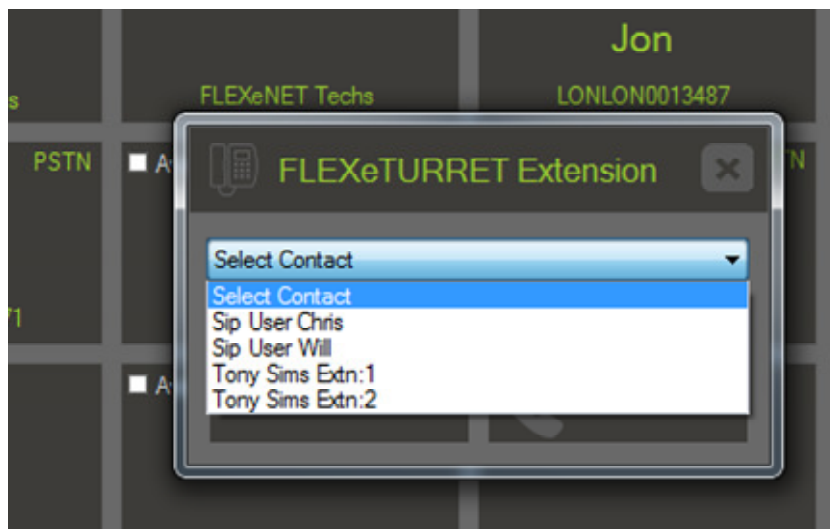 Jon
s
FLEXeNET Techs
LONLON0013487
PSTN
A
N
FLEXeTURRET Extension
Select Contact
Select Contact
Sip User Chris
Sip User Will
Tony Sims Extn:1
Tony Sims Extn:2
71
A